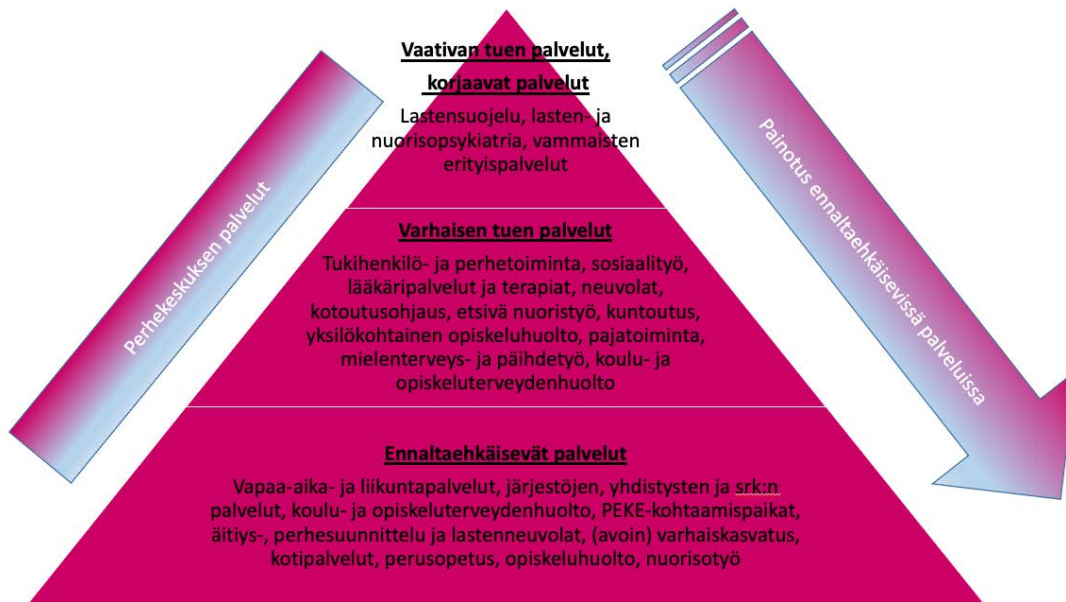 Vaativan tuen palvelut,
korjaavat palvelut
Lastensuojelu, lasten- ja
nuorisopsykiatria, vammaisten
erityispalvelut
Perhekeskuksen palvelut
Painotus ennaltaehkäisevissä palveluissa
Varhaisen tuen palvelut
Tukihenkilö- ja perhetoiminta, sosiaalityö,
lääkäripalvelut ja terapiat, neuvolat,
kotoutusohjaus, etsivä nuoristyö, kuntoutus,
yksilökohtainen opiskeluhuolto, pajatoiminta,
mielenterveys- ja päihdetyö, koulu- ja
opiskeluterveydenhuolto
Ennaltaehkäisevät palvelut
Vapaa-aika- ja liikuntapalvelut, järjestöjen, yhdistysten ja srk:n
palvelut, koulu- ja opiskeluterveydenhuolto, PEKE-kohtaamispaikat,
äitiys-, perhesuunnittelu ja lastenneuvolat, (avoin) varhaiskasvatus,
kotipalvelut, perusopetus, opiskeluhuolto, nuorisotyö